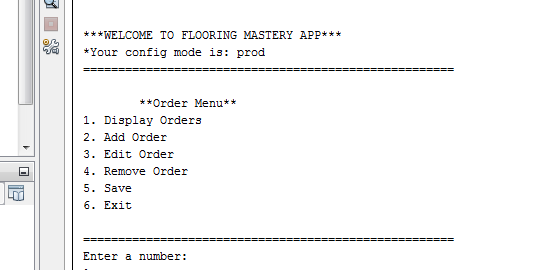 ***WELCOME TO FLOORING MASTERY APP***
*Your config mode is: prod
=====================================================
**Order Menu**
1. Display Orders
2. Add Order
3. Edit Order
4. Remove Order
5. Save
6. Exit
=====================================================
Enter a number: